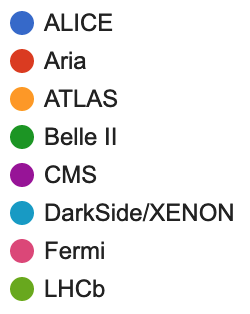 ALICE
Aria
ATLAS
Belle II
CMS
DarkSide/XENON
Fermi
LHCb